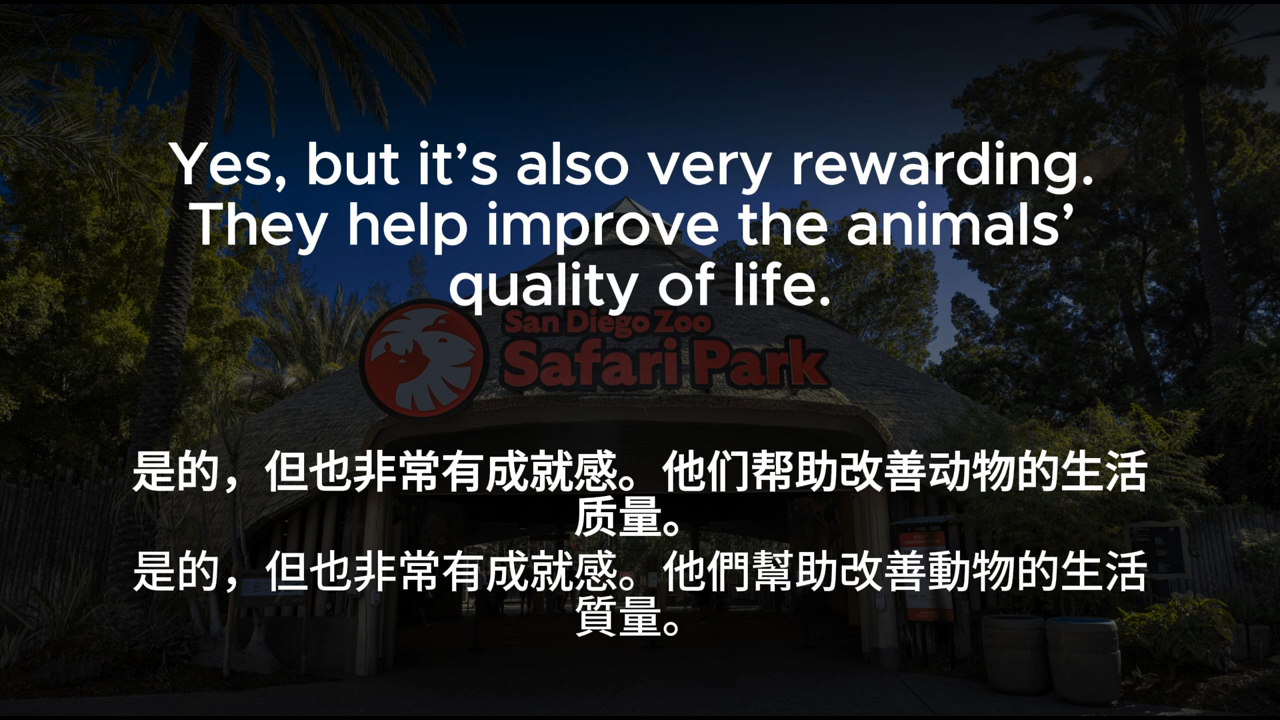 Yes, but it’s also very rewarding.
They help improve the animals’
quality of life.
San Diego Zoo
Safari Park
是的，但也非常有成就感。他们帮助改善动物的生活
质量。
是的，但也非常有成就感。他們幫助改善動物的生活
質量。